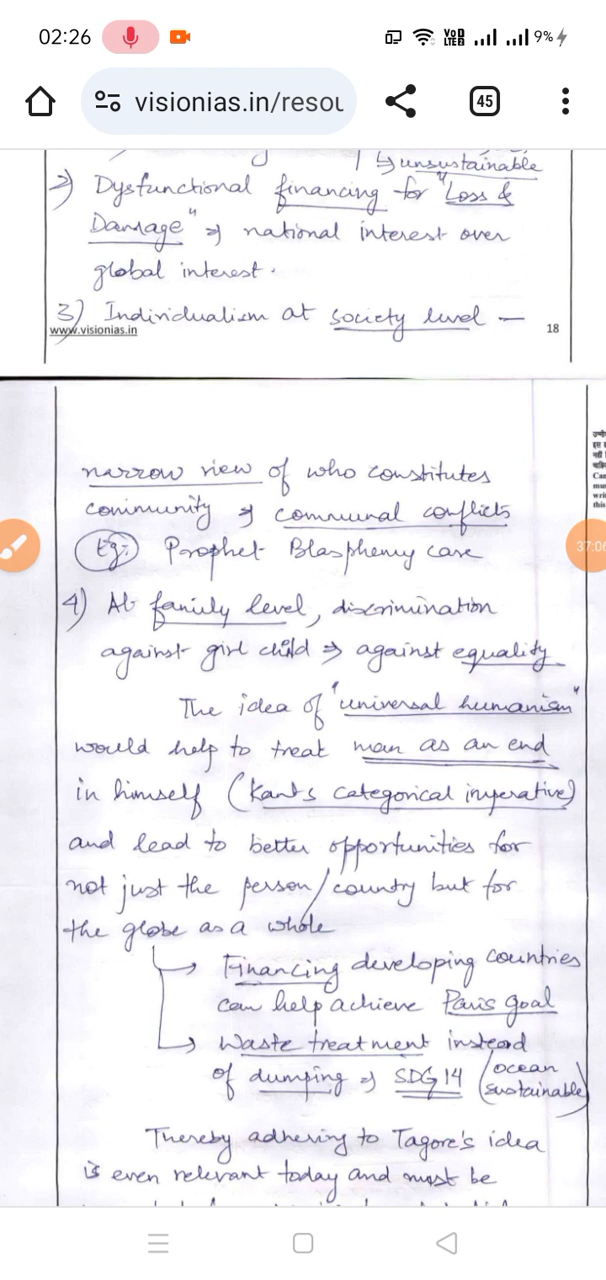 02:26
VoD LTE 9%
visionias.in/resou
45
↳ unsustainable
2) Dysfunctional financing for "Loss &
Damage" ⇒ national interest over
global interest.
3) Individualism at society level —
www.visionias.in
18
narrow view of who constitutes
community ⇒ communal conflicts
Eg: Prophet Blasphemy case
37:06
4) At family level, discrimination
against girl child ⇒ against equality
The idea of "universal humanism"
would help to treat man as an end
in himself (Kant's categorical imperative)
and lead to better opportunities for
not just the person/country but for
the globe as a whole
→ Financing developing countries
can help achieve Paris goal
→ Waste treatment instead
of dumping ⇒ SDG 14 (ocean
sustainable)
Thereby adhering to Tagore's idea
is even relevant today and must be